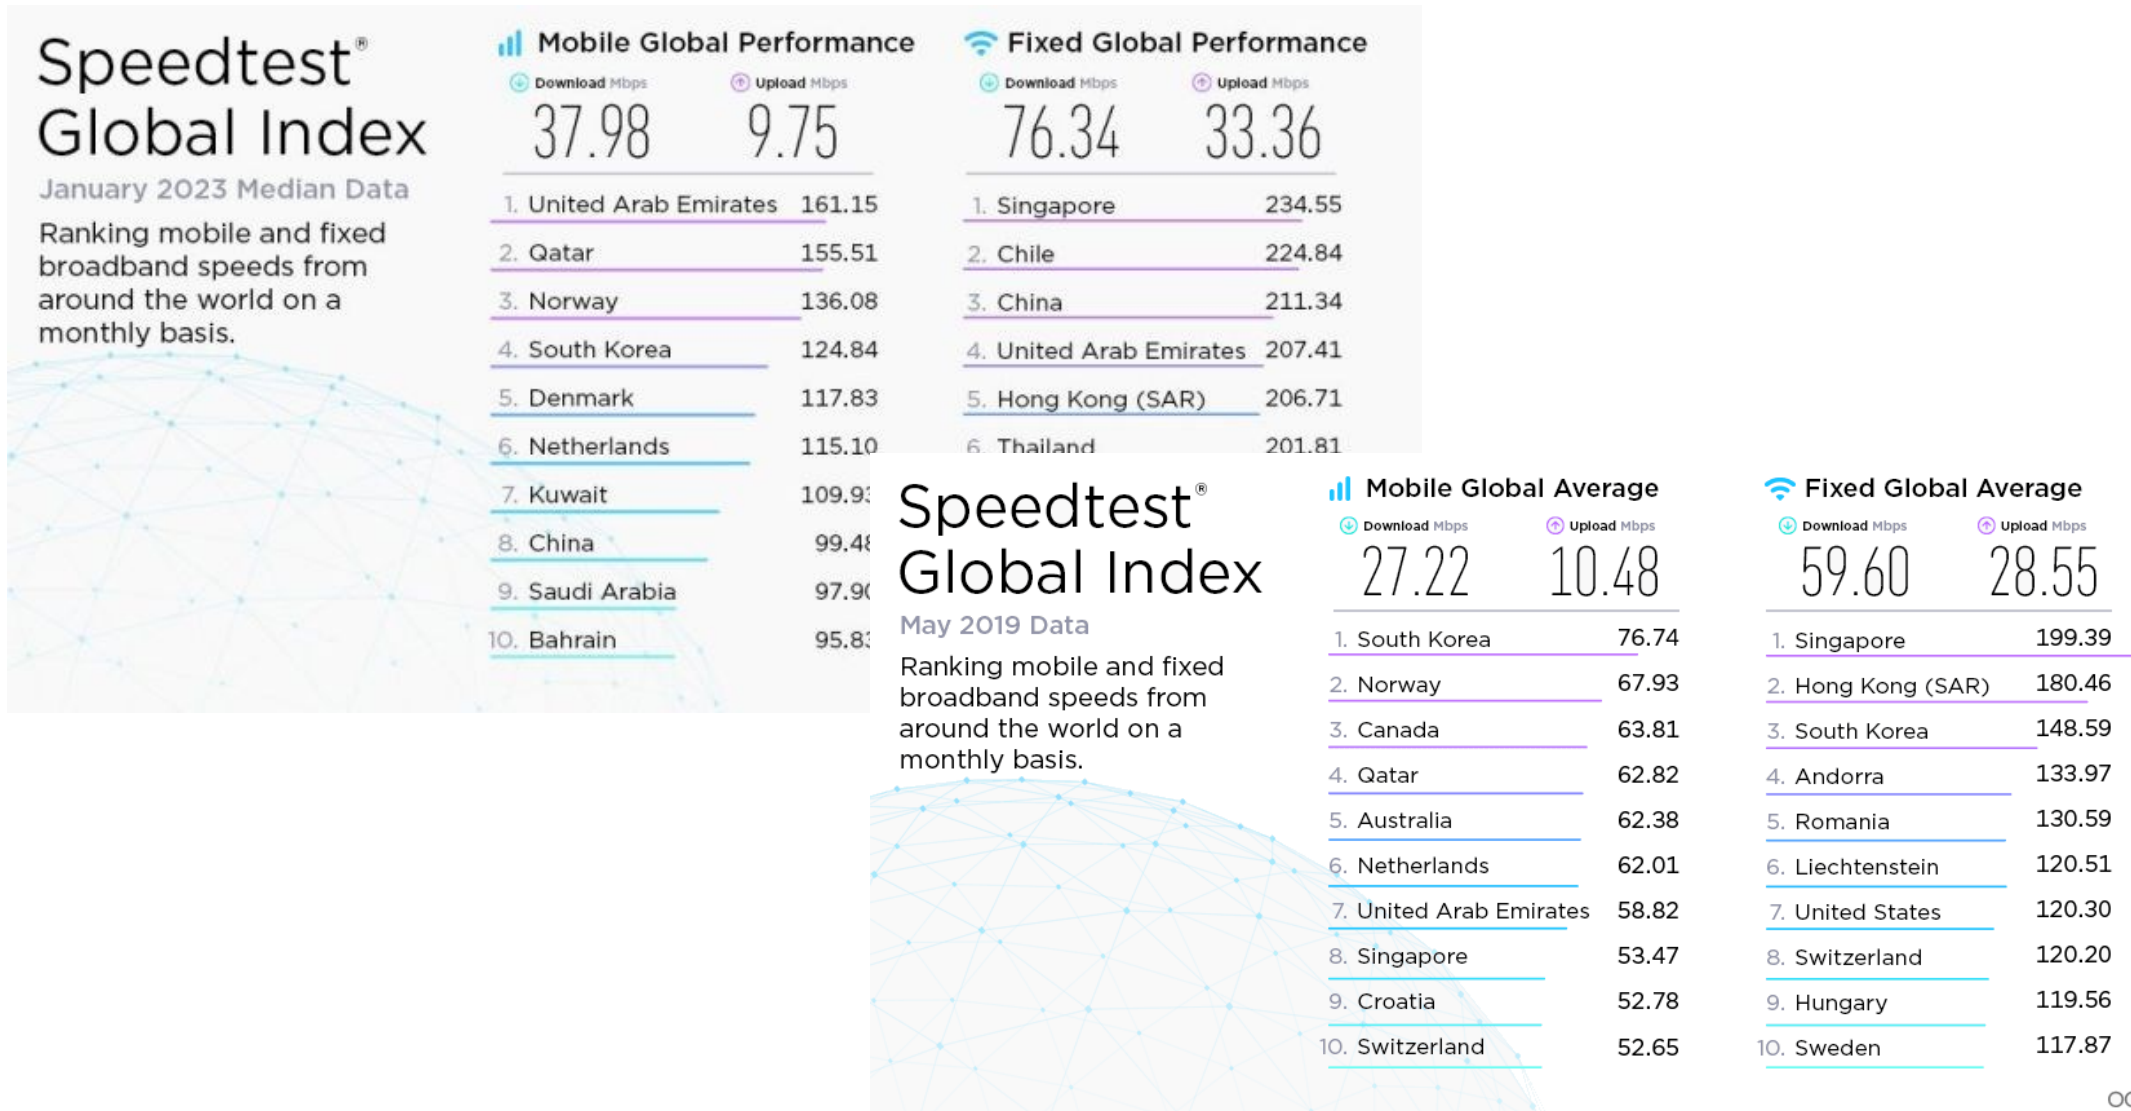 Speedtest®
Global Index
January 2023 Median Data
Ranking mobile and fixed
broadband speeds from
around the world on a
monthly basis.
Mobile Global Performance
Download Mbps Upload Mbps
37.98 9.75
1. United Arab Emirates 161.15
2. Qatar 155.51
3. Norway 136.08
4. South Korea 124.84
5. Denmark 117.83
6. Netherlands 115.10
7. Kuwait 109.93
8. China 99.48
9. Saudi Arabia 97.90
10. Bahrain 95.83
Fixed Global Performance
Download Mbps Upload Mbps
76.34 33.36
1. Singapore 234.55
2. Chile 224.84
3. China 211.34
4. United Arab Emirates 207.41
5. Hong Kong (SAR) 206.71
6. Thailand 201.81
Speedtest®
Global Index
May 2019 Data
Ranking mobile and fixed
broadband speeds from
around the world on a
monthly basis.
Mobile Global Average
Download Mbps Upload Mbps
27.22 10.48
1. South Korea 76.74
2. Norway 67.93
3. Canada 63.81
4. Qatar 62.82
5. Australia 62.38
6. Netherlands 62.01
7. United Arab Emirates 58.82
8. Singapore 53.47
9. Croatia 52.78
10. Switzerland 52.65
Fixed Global Average
Download Mbps Upload Mbps
59.60 28.55
1. Singapore 199.39
2. Hong Kong (SAR) 180.46
3. South Korea 148.59
4. Andorra 133.97
5. Romania 130.59
6. Liechtenstein 120.51
7. United States 120.30
8. Switzerland 120.20
9. Hungary 119.56
10. Sweden 117.87